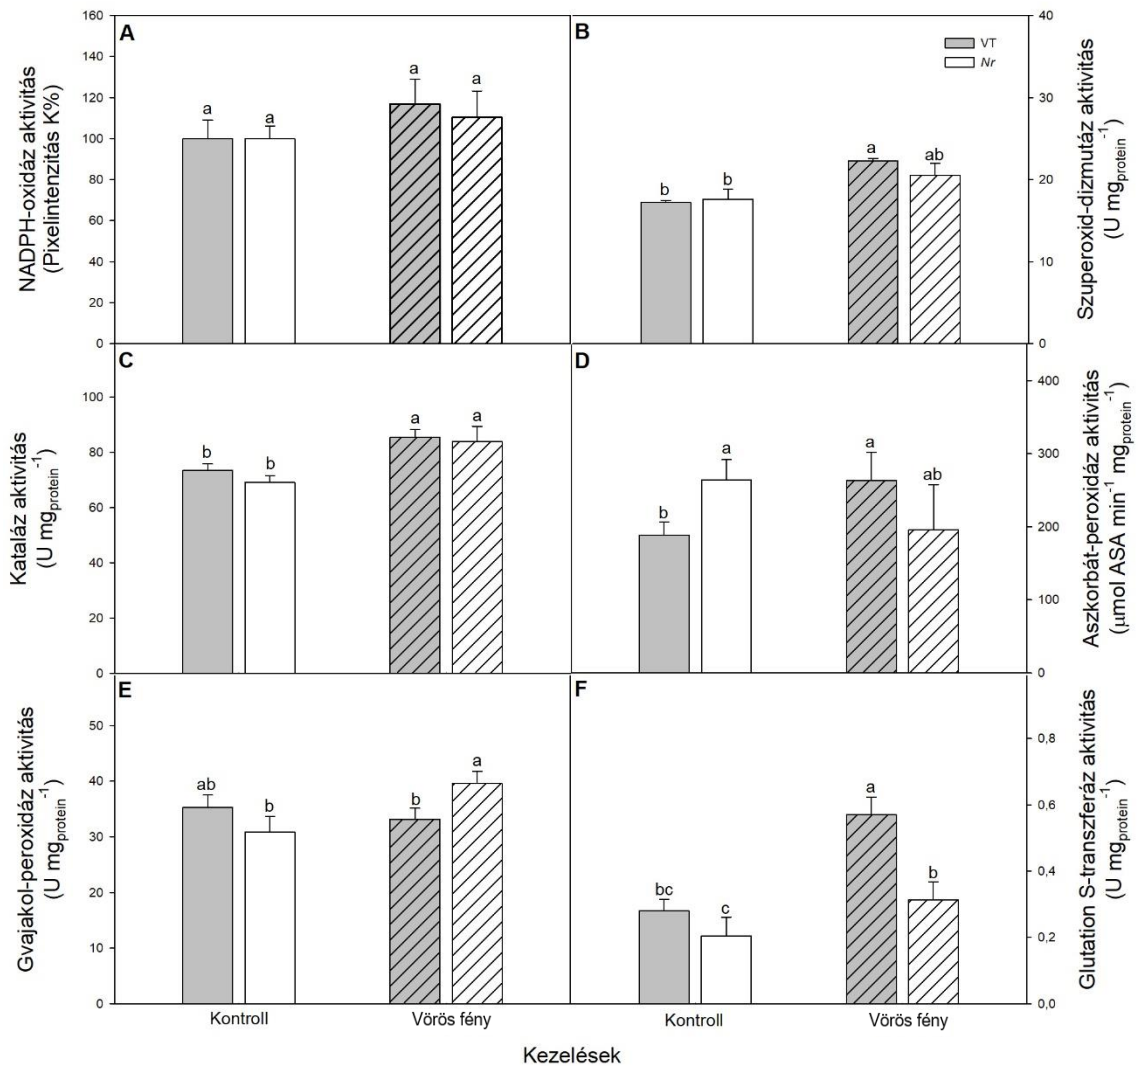 A
NADPH-oxidáz aktivitás
(Pixelintenzitás K%)
160
140
120
100
80
60
40
20
0
a
a
a
a
B
VT
Nr
Szuperoxid-dizmutáz aktivitás
(U mgprotein-1)
40
30
20
10
0
b
b
a
ab
C
Kataláz aktivitás
(U mgprotein-1)
100
80
60
40
20
0
b
b
a
a
D
Aszkorbát-peroxidáz aktivitás
(µmol ASA min-1 mgprotein-1)
400
300
200
100
0
b
a
a
ab
E
Gvajakol-peroxidáz aktivitás
(U mgprotein-1)
50
40
30
20
10
0
ab
b
b
a
Kontroll
Vörös fény
F
Glutation S-transzferáz aktivitás
(U mgprotein-1)
0,8
0,6
0,4
0,2
0,0
bc
c
a
b
Kontroll
Vörös fény
Kezelések